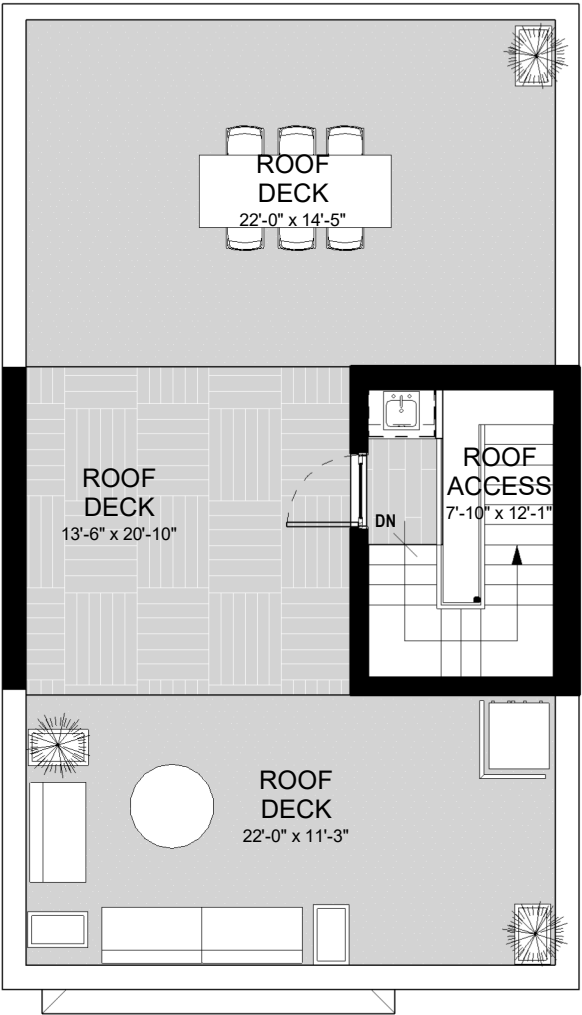 ROOF
DECK
22'-0" x 14'-5"
ROOF
DECK
13'-6" x 20'-10"
ROOF
ACCESS
7'-10" x 12'-1"
DN
ROOF
DECK
22'-0" x 11'-3"